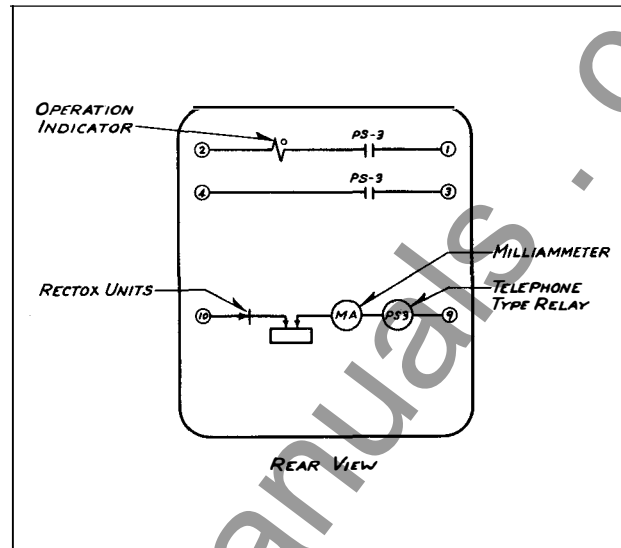 OPERATION
INDICATOR
PS-3
2
1
PS-3
4
3
MILLIAMMETER
RECTOX UNITS
TELEPHONE
TYPE RELAY
10
MA
PS3
9
REAR VIEW
anuals . c